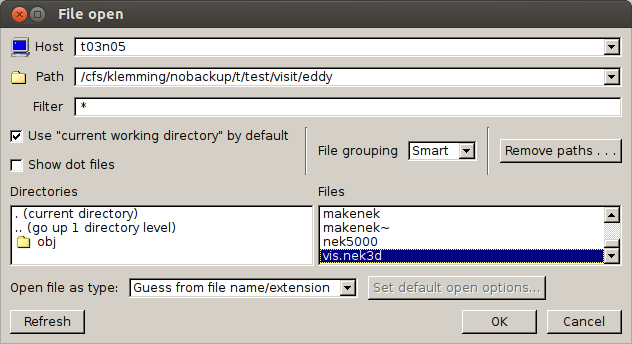 File open
Host t03n05
Path /cfs/klemming/nobackup/t/test/visit/eddy
Filter *
Use "current working directory" by default
Show dot files
File grouping Smart
Remove paths . . .
Directories
. (current directory)
.. (go up 1 directory level)
obj
Files
makenek
makenek~
nek5000
vis.nek3d
Open file as type: Guess from file name/extension
Set default open options...
Refresh
OK
Cancel